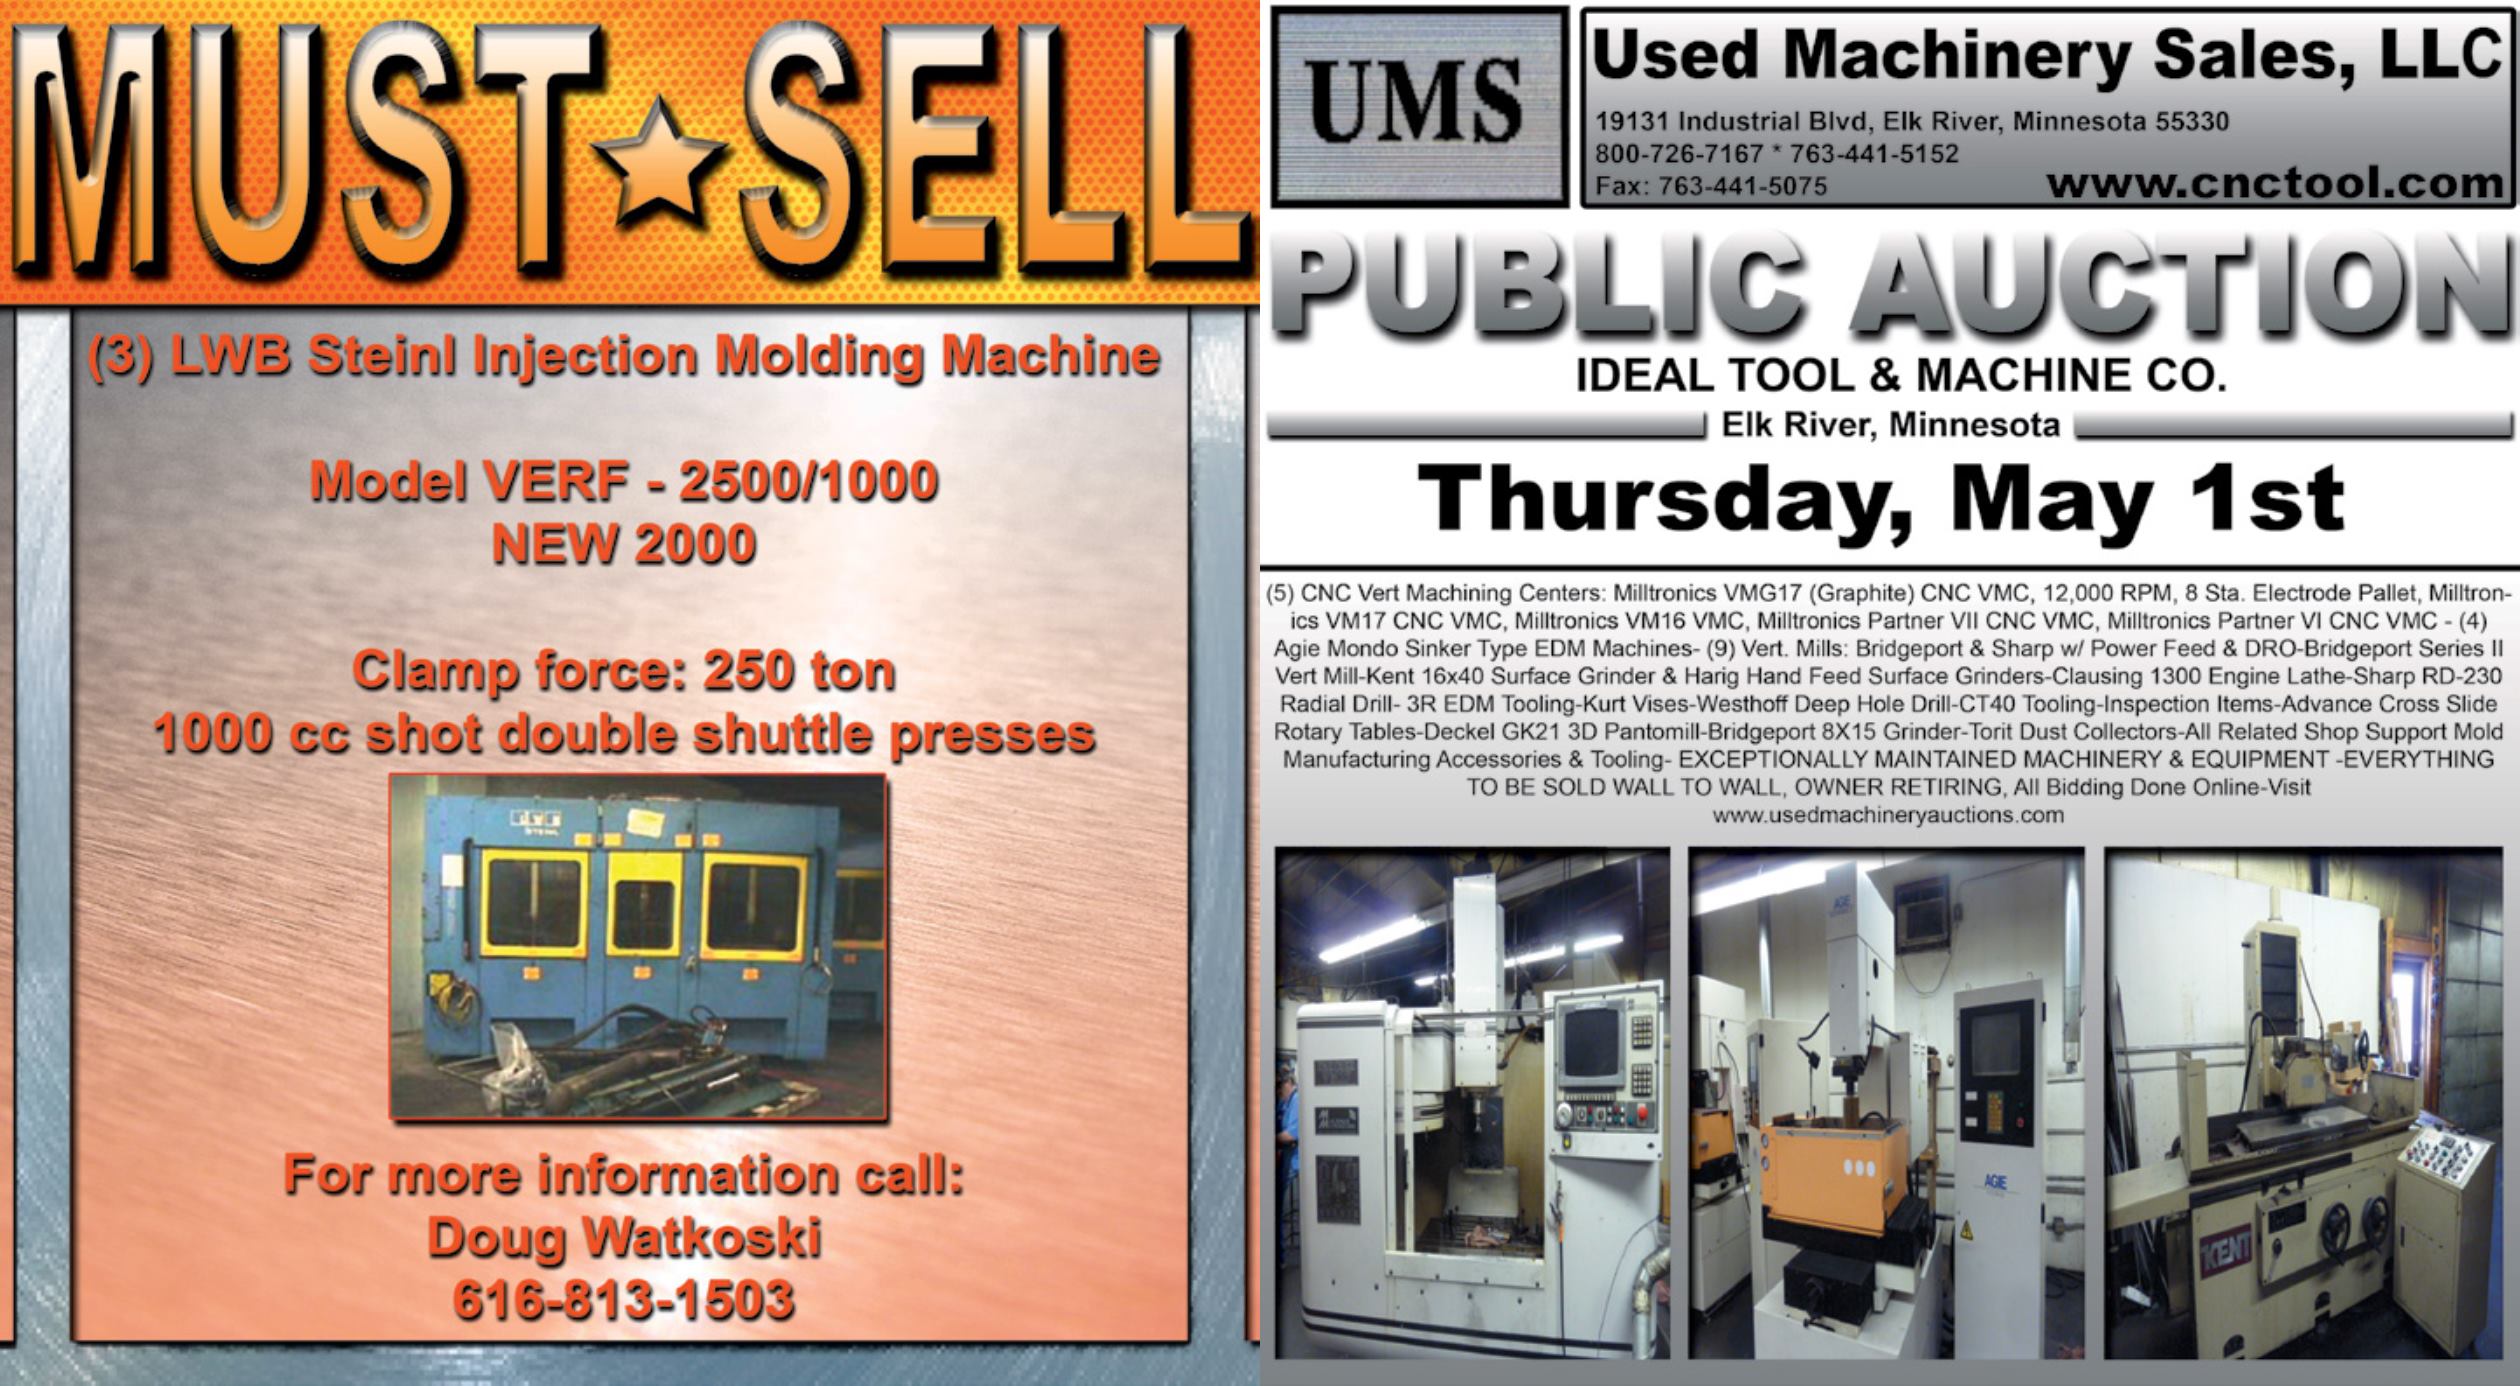 MUST SELL
(3) LWB Steinl Injection Molding Machine
Model VERF - 2500/1000
NEW 2000
Clamp force: 250 ton
1000 cc shot double shuttle presses
For more information call:
Doug Watkoski
616-813-1503
UMS
Used Machinery Sales, LLC
19131 Industrial Blvd, Elk River, Minnesota 55330
800-726-7167 * 763-441-5152
Fax: 763-441-5075
www.cnctool.com
PUBLIC AUCTION
IDEAL TOOL & MACHINE CO.
Elk River, Minnesota
Thursday, May 1st
(5) CNC Vert Machining Centers: Milltronics VMG17 (Graphite) CNC VMC, 12,000 RPM, 8 Sta. Electrode Pallet, Milltron-
ics VM17 CNC VMC, Milltronics VM16 VMC, Milltronics Partner VII CNC VMC, Milltronics Partner VI CNC VMC - (4)
Agie Mondo Sinker Type EDM Machines- (9) Vert. Mills: Bridgeport & Sharp w/ Power Feed & DRO-Bridgeport Series II
Vert Mill-Kent 16x40 Surface Grinder & Harig Hand Feed Surface Grinders-Clausing 1300 Engine Lathe-Sharp RD-230
Radial Drill- 3R EDM Tooling-Kurt Vises-Westhoff Deep Hole Drill-CT40 Tooling-Inspection Items-Advance Cross Slide
Rotary Tables-Deckel GK21 3D Pantomill-Bridgeport 8X15 Grinder-Torit Dust Collectors-All Related Shop Support Mold
Manufacturing Accessories & Tooling- EXCEPTIONALLY MAINTAINED MACHINERY & EQUIPMENT -EVERYTHING
TO BE SOLD WALL TO WALL, OWNER RETIRING, All Bidding Done Online-Visit
www.usedmachineryauctions.com
AGIE
AGIE
KENT